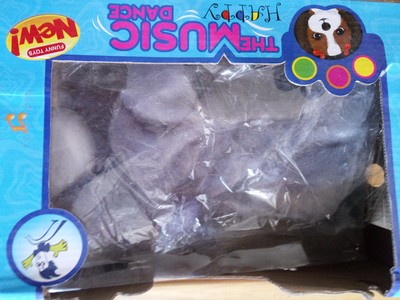 HAPPY
THE MUSIC
DANCE
New!
FUNNY TOYS